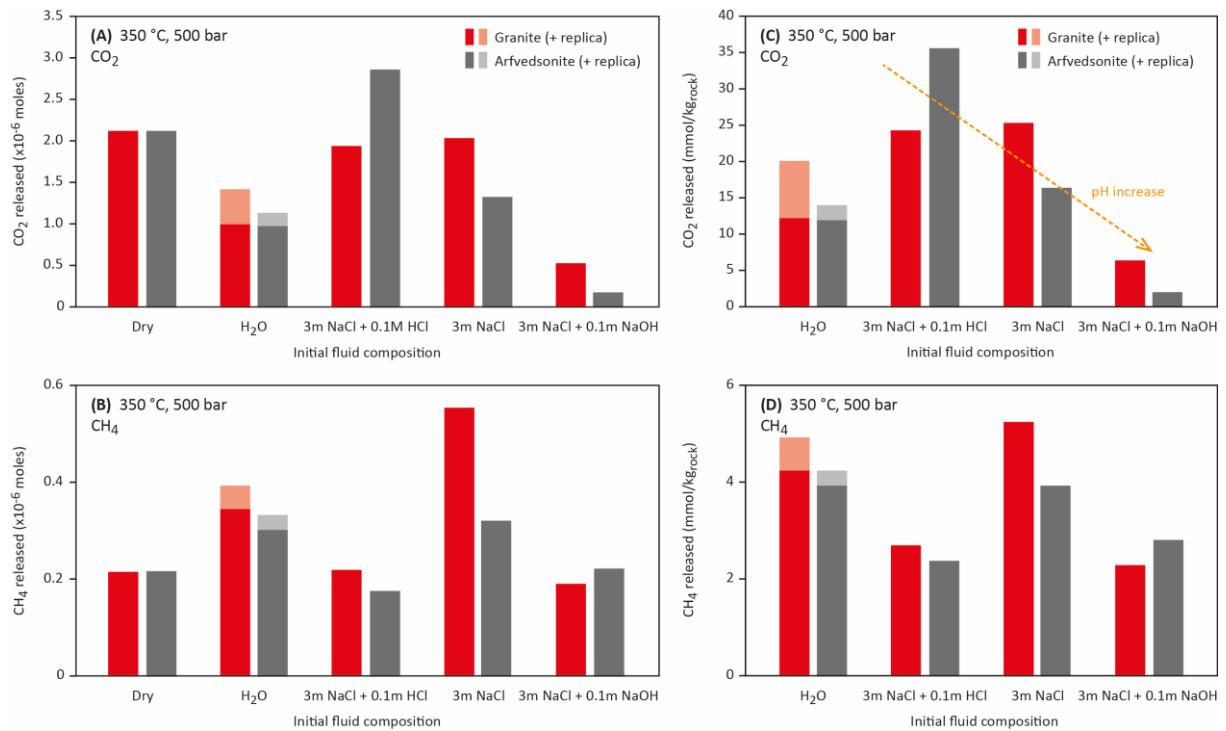 (A) 350 °C, 500 bar
CO2
Granite (+ replica)
Arfvedsonite (+ replica)
CO2 released (x10-6 moles)
3.5
3.0
2.5
2.0
1.5
1.0
0.5
0
Dry
H2O
3m NaCl + 0.1M HCl
3m NaCl
3m NaCl + 0.1m NaOH
Initial fluid composition
(C) 350 °C, 500 bar
CO2
Granite (+ replica)
Arfvedsonite (+ replica)
pH increase
CO2 released (mmol/kgrock)
40
35
30
25
20
15
10
5
0
H2O
3m NaCl + 0.1m HCl
3m NaCl
3m NaCl + 0.1m NaOH
Initial fluid composition
(B) 350 °C, 500 bar
CH4
CH4 released (x10-6 moles)
0.6
0.4
0.2
0
Dry
H2O
3m NaCl + 0.1m HCl
3m NaCl
3m NaCl + 0.1m NaOH
Initial fluid composition
(D) 350 °C, 500 bar
CH4
CH4 released (mmol/kgrock)
6
4
2
0
H2O
3m NaCl + 0.1m HCl
3m NaCl
3m NaCl + 0.1m NaOH
Initial fluid composition